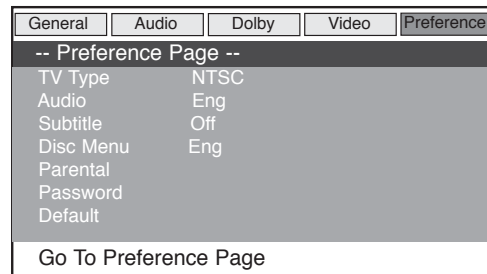 General Audio Dolby Video Preference
-- Preference Page --
TV Type NTSC
Audio Eng
Subtitle Off
Disc Menu Eng
Parental
Password
Default
Go To Preference Page